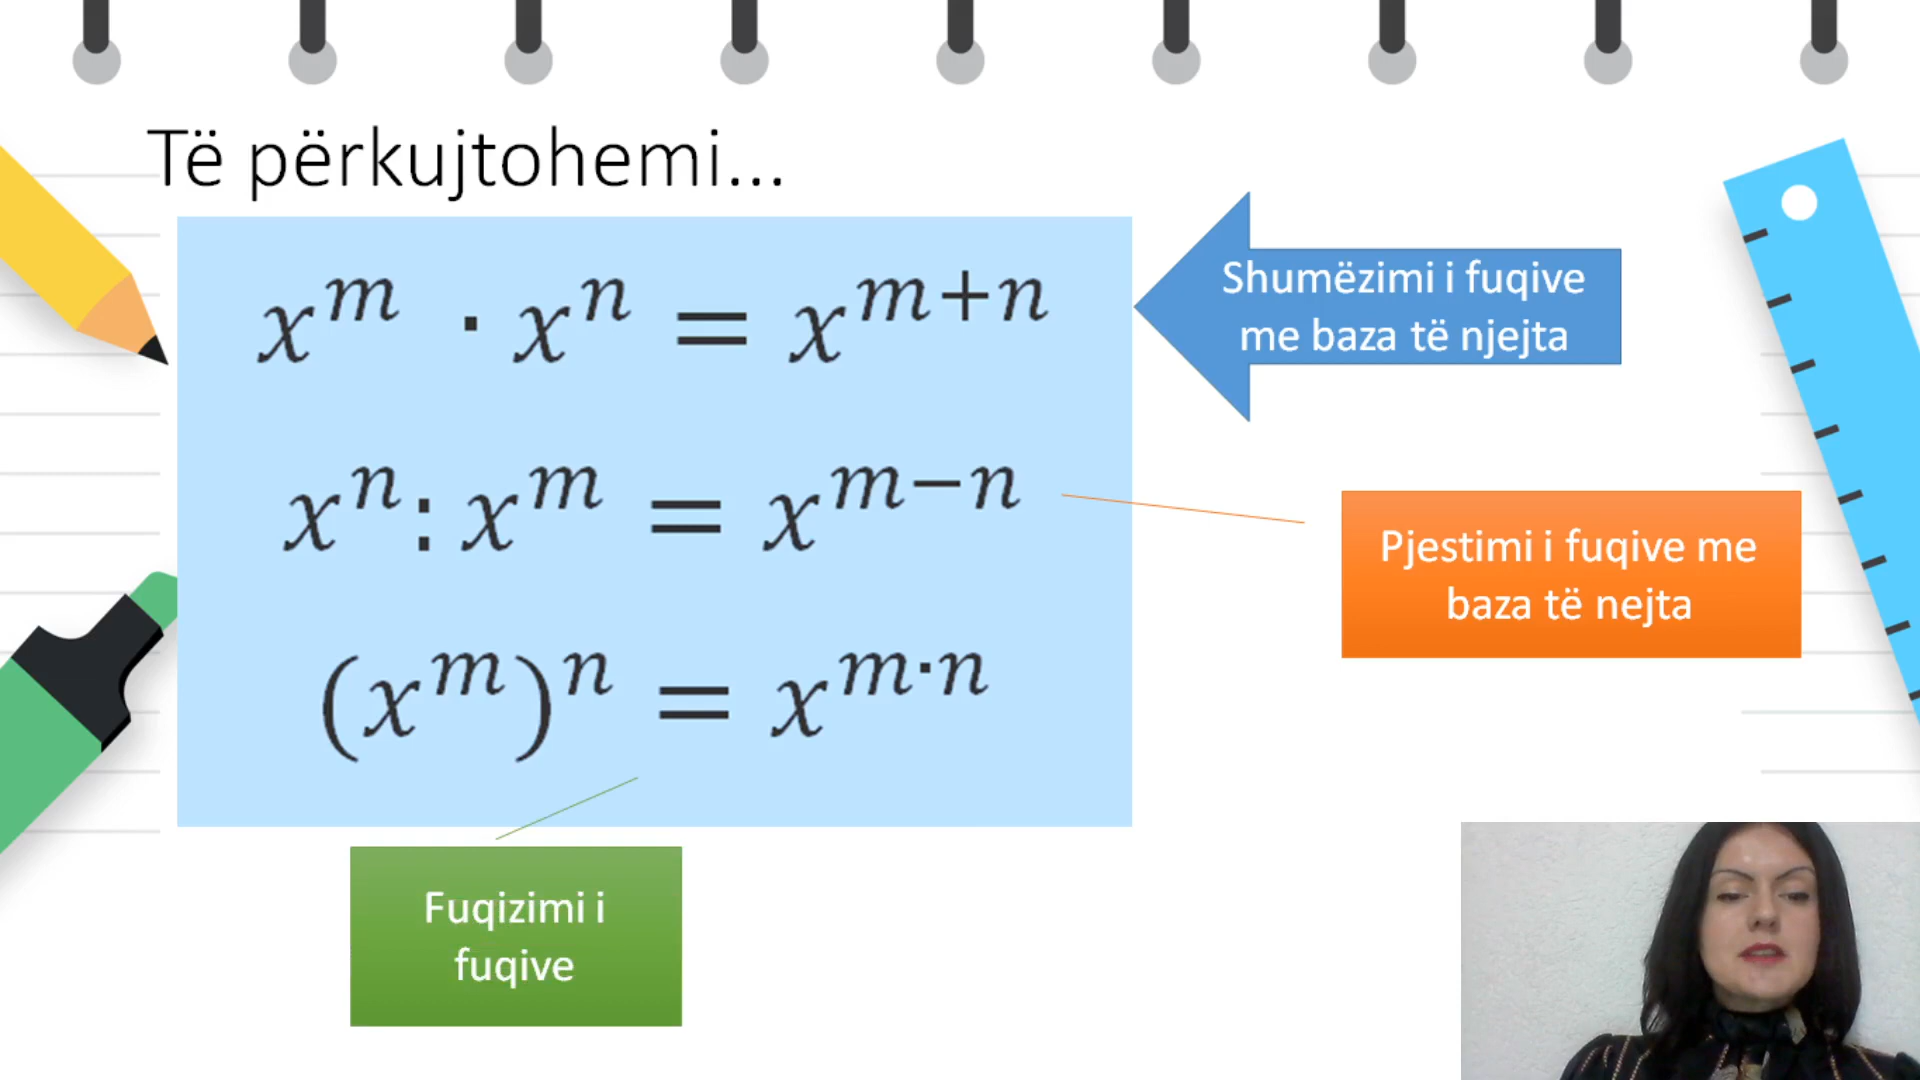 Të përkujtohemi...
x^m · x^n = x^{m+n}
Shumëzimi i fuqive
me baza të njejta
x^n : x^m = x^{m−n}
Pjestimi i fuqive me
baza të nejta
(x^m)^n = x^{m·n}
Fuqizimi i
fuqive